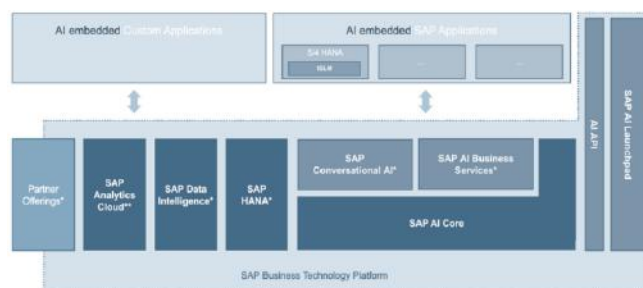 AI embedded Custom Applications
AI embedded SAP Applications
S/4 HANA
ISLM
...
...
AI API
SAP AI Launchpad
Partner
Offerings*
SAP
Analytics
Cloud**
SAP Data
Intelligence*
SAP
HANA*
SAP
Conversational AI*
SAP AI Business
Services*
SAP AI Core
SAP Business Technology Platform